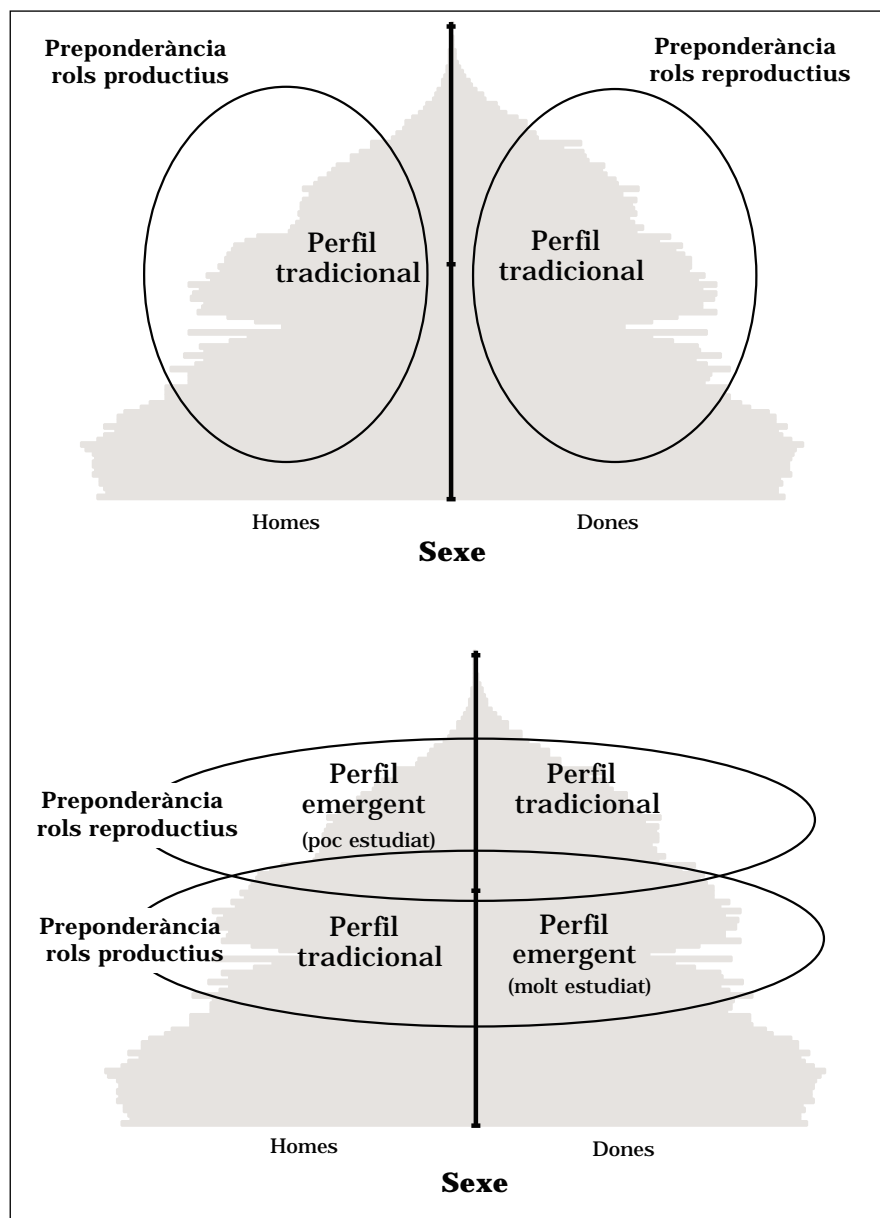 Preponderància
rols productius
Preponderància
rols reproductius
Perfil
tradicional
Perfil
tradicional
Homes
Dones
Sexe
Perfil
emergent
(poc estudiat)
Perfil
tradicional
Preponderància
rols reproductius
Preponderància
rols productius
Perfil
tradicional
Perfil
emergent
(molt estudiat)
Homes
Dones
Sexe